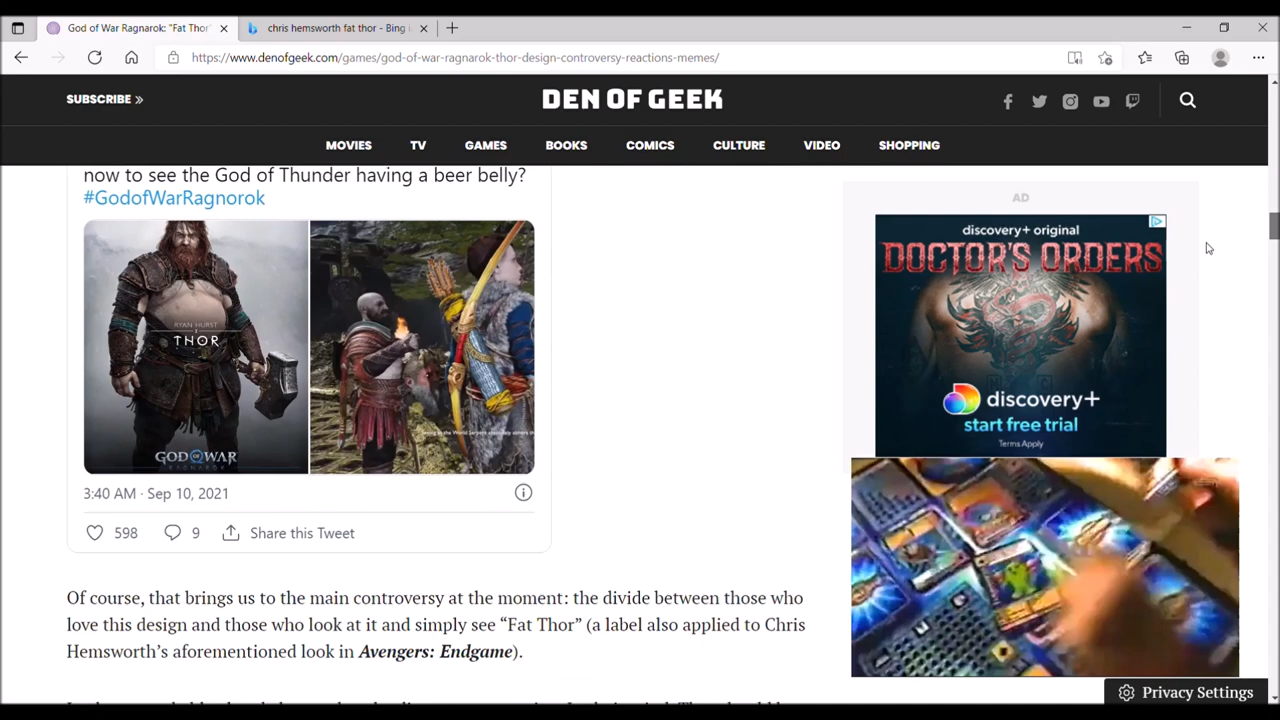 God of War Ragnarok: "Fat Thor"
chris hemsworth fat thor - Bing
https://www.denofgeek.com/games/god-of-war-ragnarok-thor-design-controversy-reactions-memes/
SUBSCRIBE »
DEN OF GEEK
MOVIES TV GAMES BOOKS COMICS CULTURE VIDEO SHOPPING
now to see the God of Thunder having a beer belly?
#GodofWarRagnorok
RYAN HURST
THOR
GOD OF WAR
RAGNARÖK
3:40 AM · Sep 10, 2021
598 9 Share this Tweet
AD
discovery+ original
DOCTOR'S ORDERS
discovery+
start free trial
Terms Apply
Of course, that brings us to the main controversy at the moment: the divide between those who
love this design and those who look at it and simply see “Fat Thor” (a label also applied to Chris
Hemsworth’s aforementioned look in Avengers: Endgame).
Privacy Settings